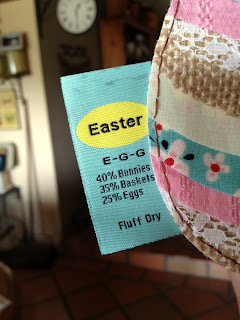 Easter
E-G-G
40% Bunnies
35% Baskets
25% Eggs
Fluff Dry